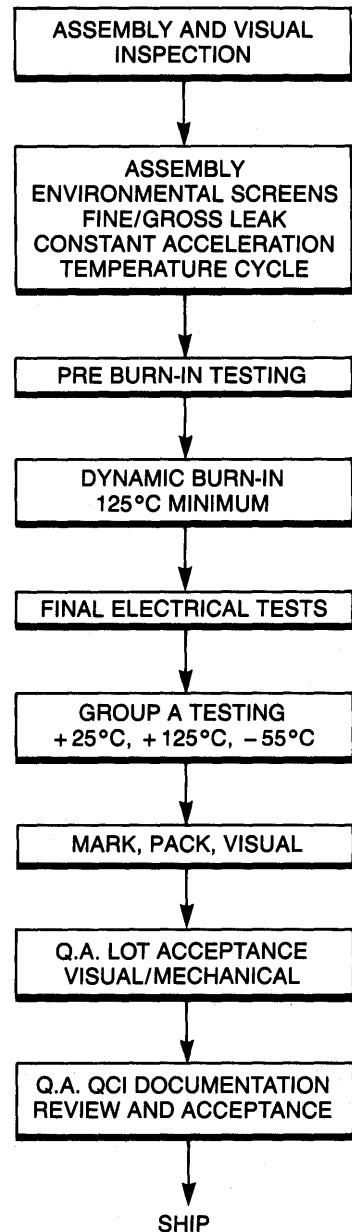 ASSEMBLY AND VISUAL
INSPECTION
ASSEMBLY
ENVIRONMENTAL SCREENS
FINE/GROSS LEAK
CONSTANT ACCELERATION
TEMPERATURE CYCLE
PRE BURN-IN TESTING
DYNAMIC BURN-IN
125°C MINIMUM
FINAL ELECTRICAL TESTS
GROUP A TESTING
+25°C, +125°C, -55°C
MARK, PACK, VISUAL
Q.A. LOT ACCEPTANCE
VISUAL/MECHANICAL
Q.A. QCI DOCUMENTATION
REVIEW AND ACCEPTANCE
SHIP